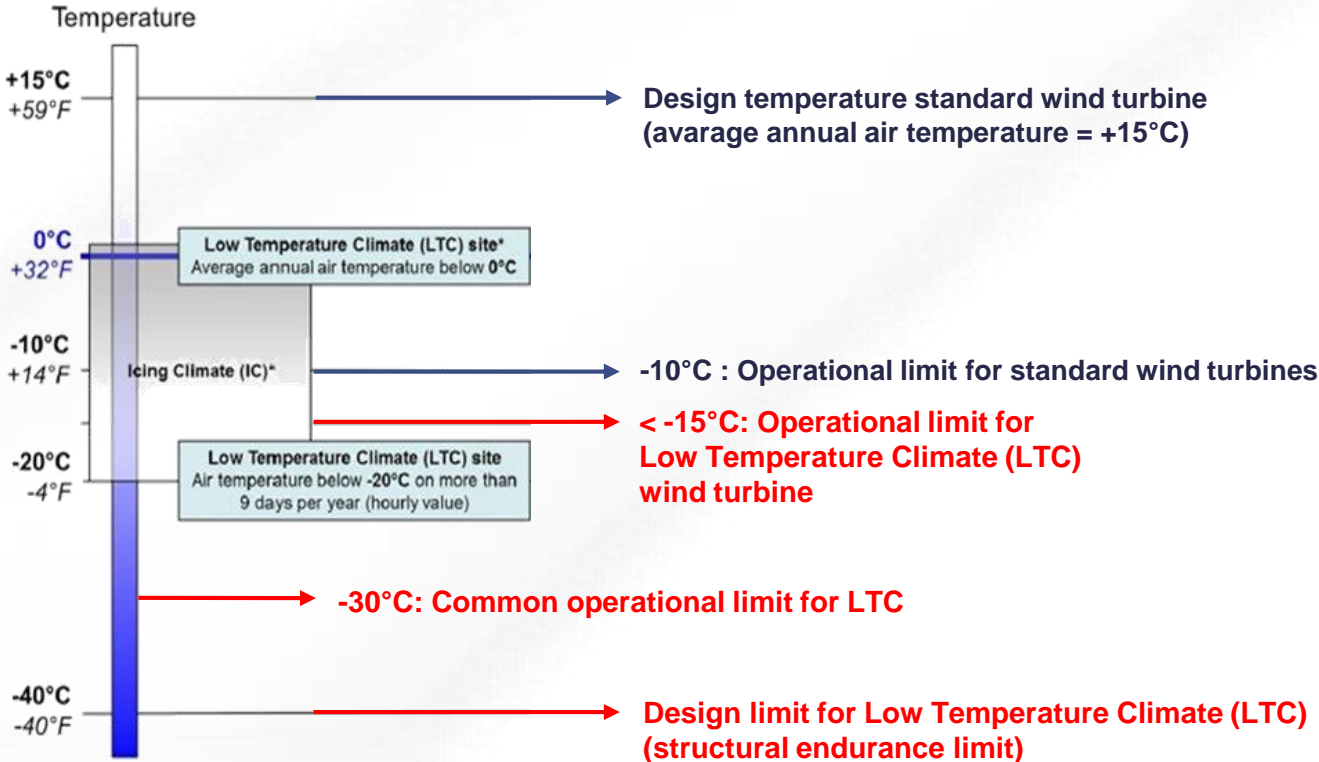 Temperature
+15°C
+59°F
Design temperature standard wind turbine
(avarage annual air temperature = +15°C)
0°C
+32°F
Low Temperature Climate (LTC) site*
Average annual air temperature below 0°C
-10°C
+14°F
Icing Climate (IC)*
-10°C : Operational limit for standard wind turbines
< -15°C: Operational limit for
Low Temperature Climate (LTC)
wind turbine
-20°C
-4°F
Low Temperature Climate (LTC) site
Air temperature below -20°C on more than
9 days per year (hourly value)
-30°C: Common operational limit for LTC
-40°C
-40°F
Design limit for Low Temperature Climate (LTC)
(structural endurance limit)